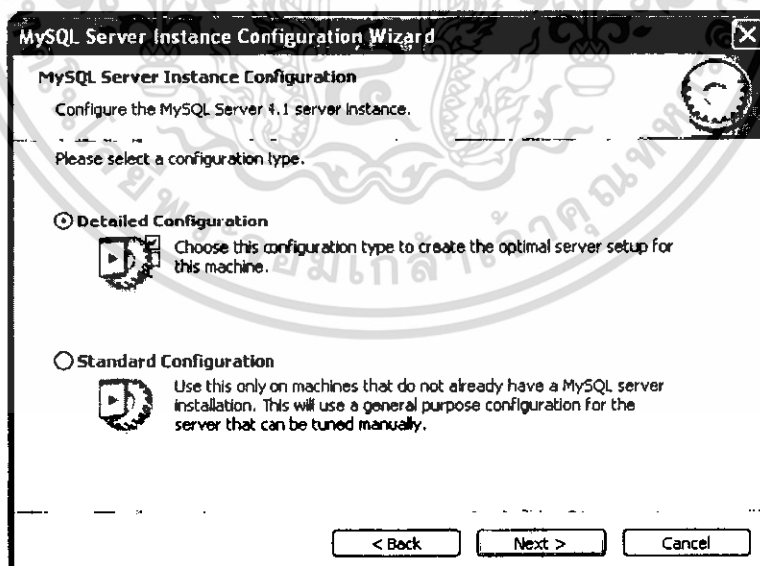 MySQL Server Instance Configuration Wizard
MySQL Server Instance Configuration
Configure the MySQL Server 4.1 server instance.
Please select a configuration type.
Detailed Configuration
Choose this configuration type to create the optimal server setup for
this machine.
Standard Configuration
Use this only on machines that do not already have a MySQL server
installation. This will use a general purpose configuration for the
server that can be tuned manually.
< Back
Next >
Cancel